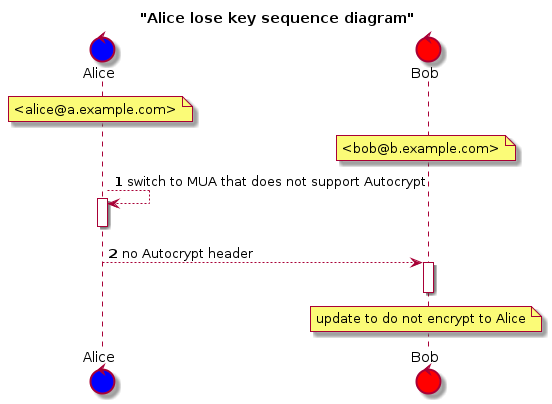 "Alice lose key sequence diagram"
Alice
Bob
<alice@a.example.com>
<bob@b.example.com>
1 switch to MUA that does not support Autocrypt
2 no Autocrypt header
update to do not encrypt to Alice
Alice
Bob